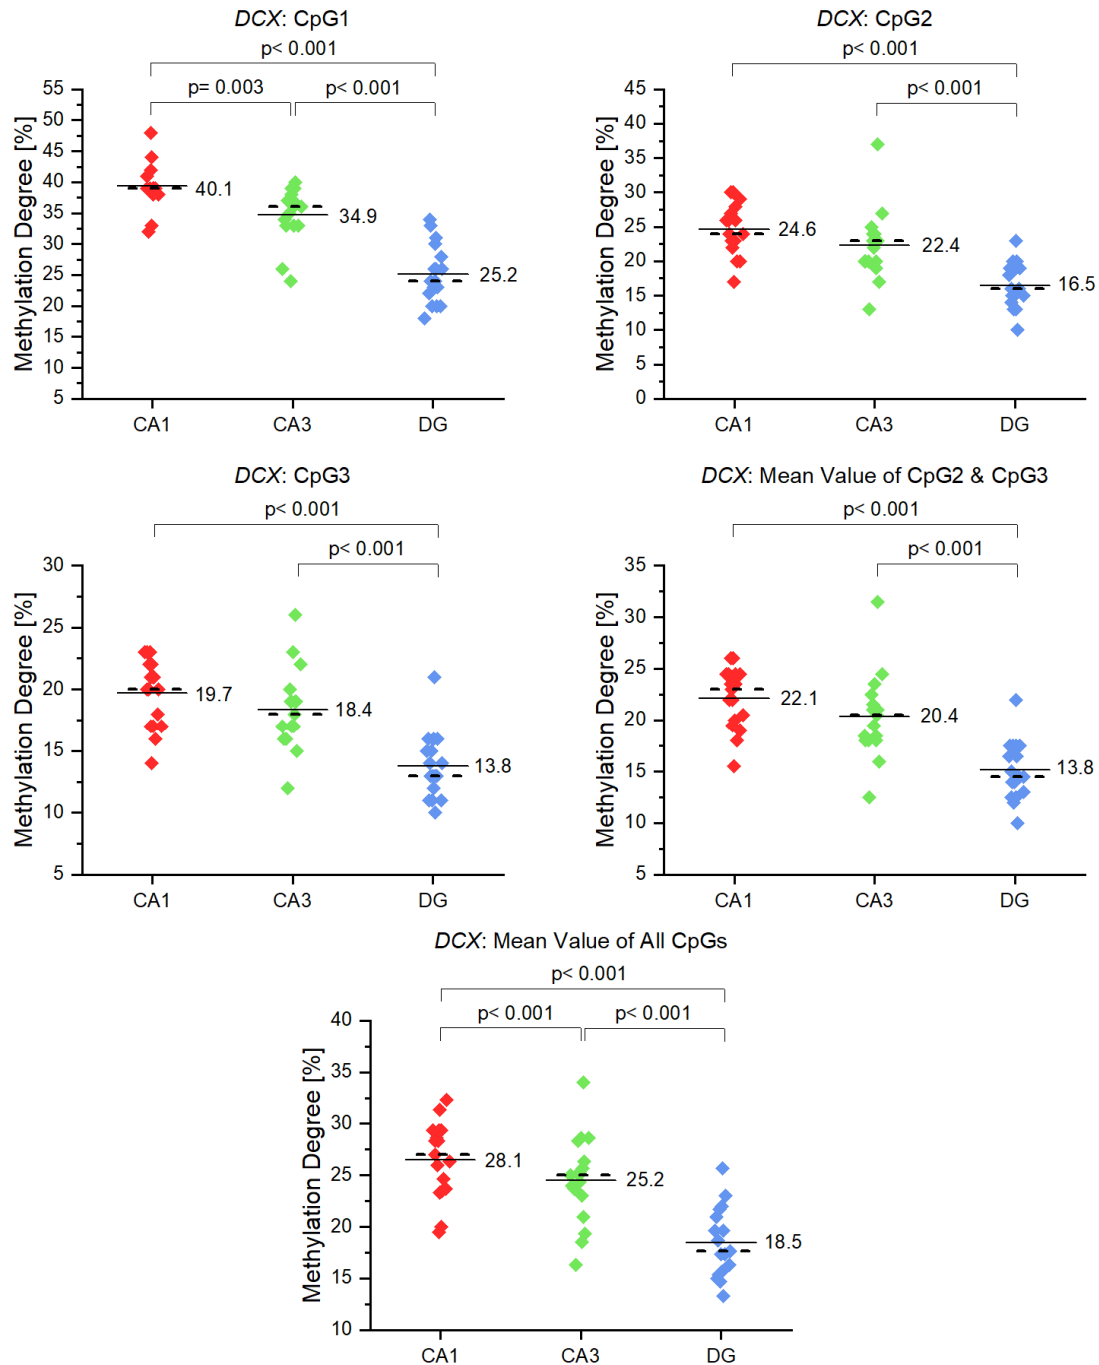 DCX: CpG1
p< 0.001
p= 0.003 p< 0.001
Methylation Degree [%]
55
50
45
40
35
30
25
20
15
10
5
40.1
34.9
25.2
CA1 CA3 DG
DCX: CpG2
p< 0.001
p< 0.001
Methylation Degree [%]
45
40
35
30
25
20
15
10
5
0
24.6
22.4
16.5
CA1 CA3 DG
DCX: CpG3
p< 0.001
p< 0.001
Methylation Degree [%]
30
25
20
15
10
5
19.7
18.4
13.8
CA1 CA3 DG
DCX: Mean Value of CpG2 & CpG3
p< 0.001
p< 0.001
Methylation Degree [%]
35
30
25
20
15
10
5
22.1
20.4
13.8
CA1 CA3 DG
DCX: Mean Value of All CpGs
p< 0.001
p< 0.001 p< 0.001
Methylation Degree [%]
40
35
30
25
20
15
10
28.1
25.2
18.5
CA1 CA3 DG